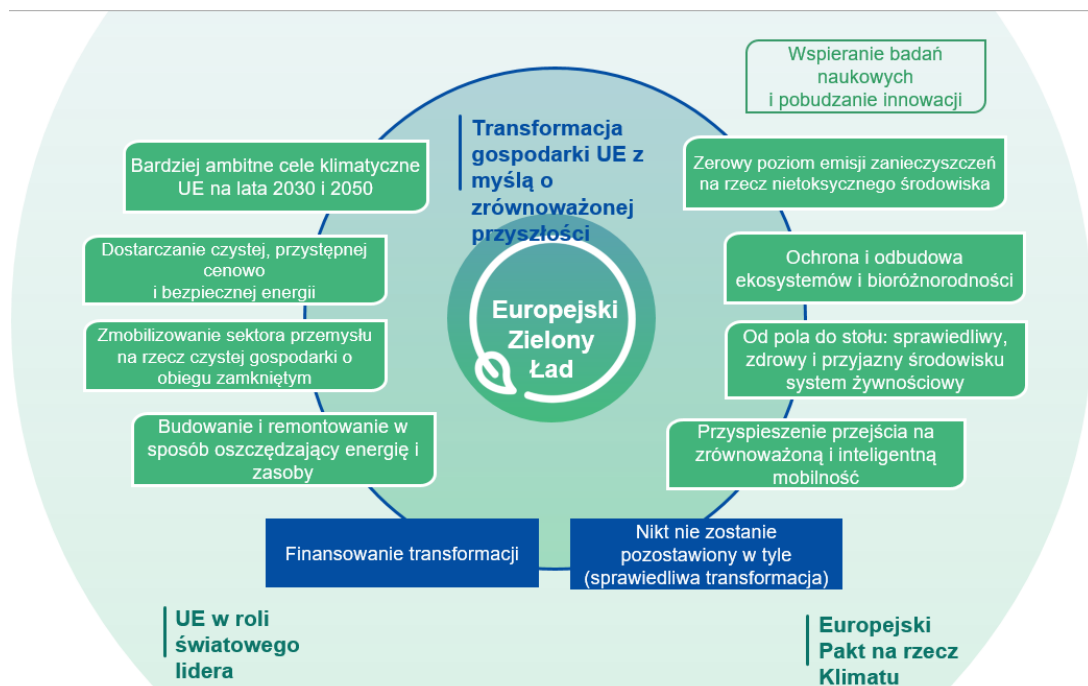 Wspieranie badań
naukowych
i pobudzanie innowacji
Transformacja
gospodarki UE z
myślą o
zrównoważonej
przyszłości
Bardziej ambitne cele klimatyczne
UE na lata 2030 i 2050
Zerowy poziom emisji zanieczyszczeń
na rzecz nietoksycznego środowiska
Dostarczanie czystej, przystępnej
cenowo
i bezpiecznej energii
Ochrona i odbudowa
ekosystemów i bioróżnorodności
Europejski
Zielony
Ład
Zmobilizowanie sektora przemysłu
na rzecz czystej gospodarki o
obiegu zamkniętym
Od pola do stołu: sprawiedliwy,
zdrowy i przyjazny środowisku
system żywnościowy
Budowanie i remontowanie w
sposób oszczędzający energię i
zasoby
Przyspieszenie przejścia na
zrównoważoną i inteligentną
mobilność
Finansowanie transformacji
Nikt nie zostanie
pozostawiony w tyle
(sprawiedliwa transformacja)
UE w roli
światowego
lidera
Europejski
Pakt na rzecz
Klimatu